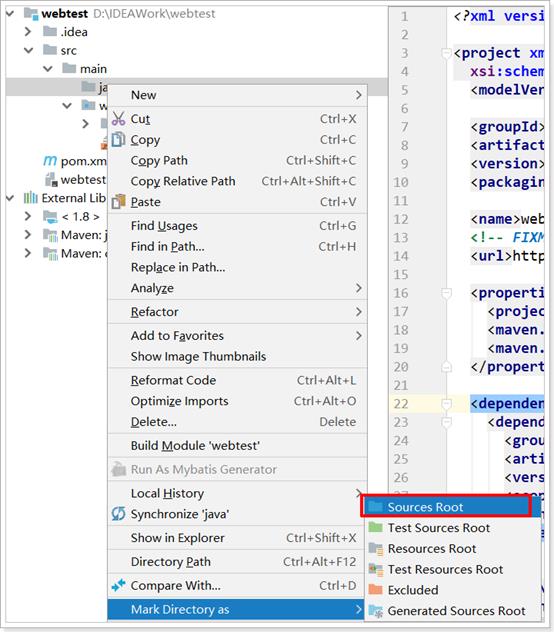 webtest D:\IDEAWork\webtest
.idea
src
main
ja
w
pom.xm
webtest
External Lib
< 1.8 >
Maven: j
Maven: c
New
Cut Ctrl+X
Copy Ctrl+C
Copy Path Ctrl+Shift+C
Copy Relative Path Ctrl+Alt+Shift+C
Paste Ctrl+V
Find Usages Ctrl+G
Find in Path... Ctrl+H
Replace in Path...
Analyze
Refactor
Add to Favorites
Show Image Thumbnails
Reformat Code Ctrl+Alt+L
Optimize Imports Ctrl+Alt+O
Delete... Delete
Build Module 'webtest'
Run As Mybatis Generator
Local History
Synchronize 'java'
Show in Explorer Ctrl+Shift+X
Directory Path Ctrl+Alt+F12
Compare With... Ctrl+D
Mark Directory as
Sources Root
Test Sources Root
Resources Root
Test Resources Root
Excluded
Generated Sources Root
1 <?xml version
2
3 <project xm
4 xsi:schem
5 <modelVer
6
7 <groupId>
8 <artifact
9 <version>
10 <packagin
11
12 <name>web
13 <!-- FIXM
14 <url>http
15
16 <properti
17 <projec
18 <maven.
19 <maven.
20 </propert
21
22 <dependen
23 <depend
24 <grou
25 <arti
26 <vers